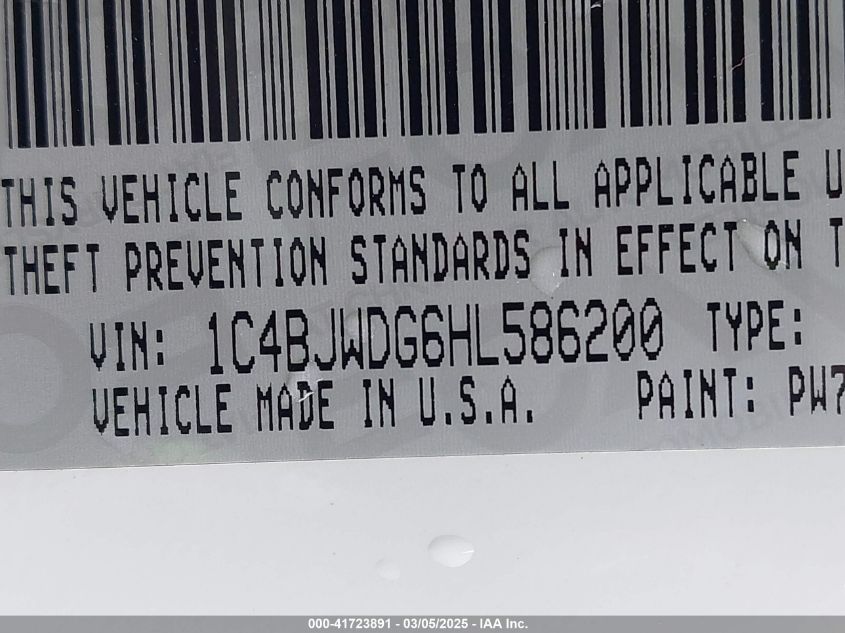 THIS VEHICLE CONFORMS TO ALL APPLICABLE U
THEFT PREVENTION STANDARDS IN EFFECT ON T
VIN: 1C4BJWDG6HL586200 TYPE:
VEHICLE MADE IN U.S.A. PAINT: PW7
000-41723891 - 03/05/2025 - IAA Inc.